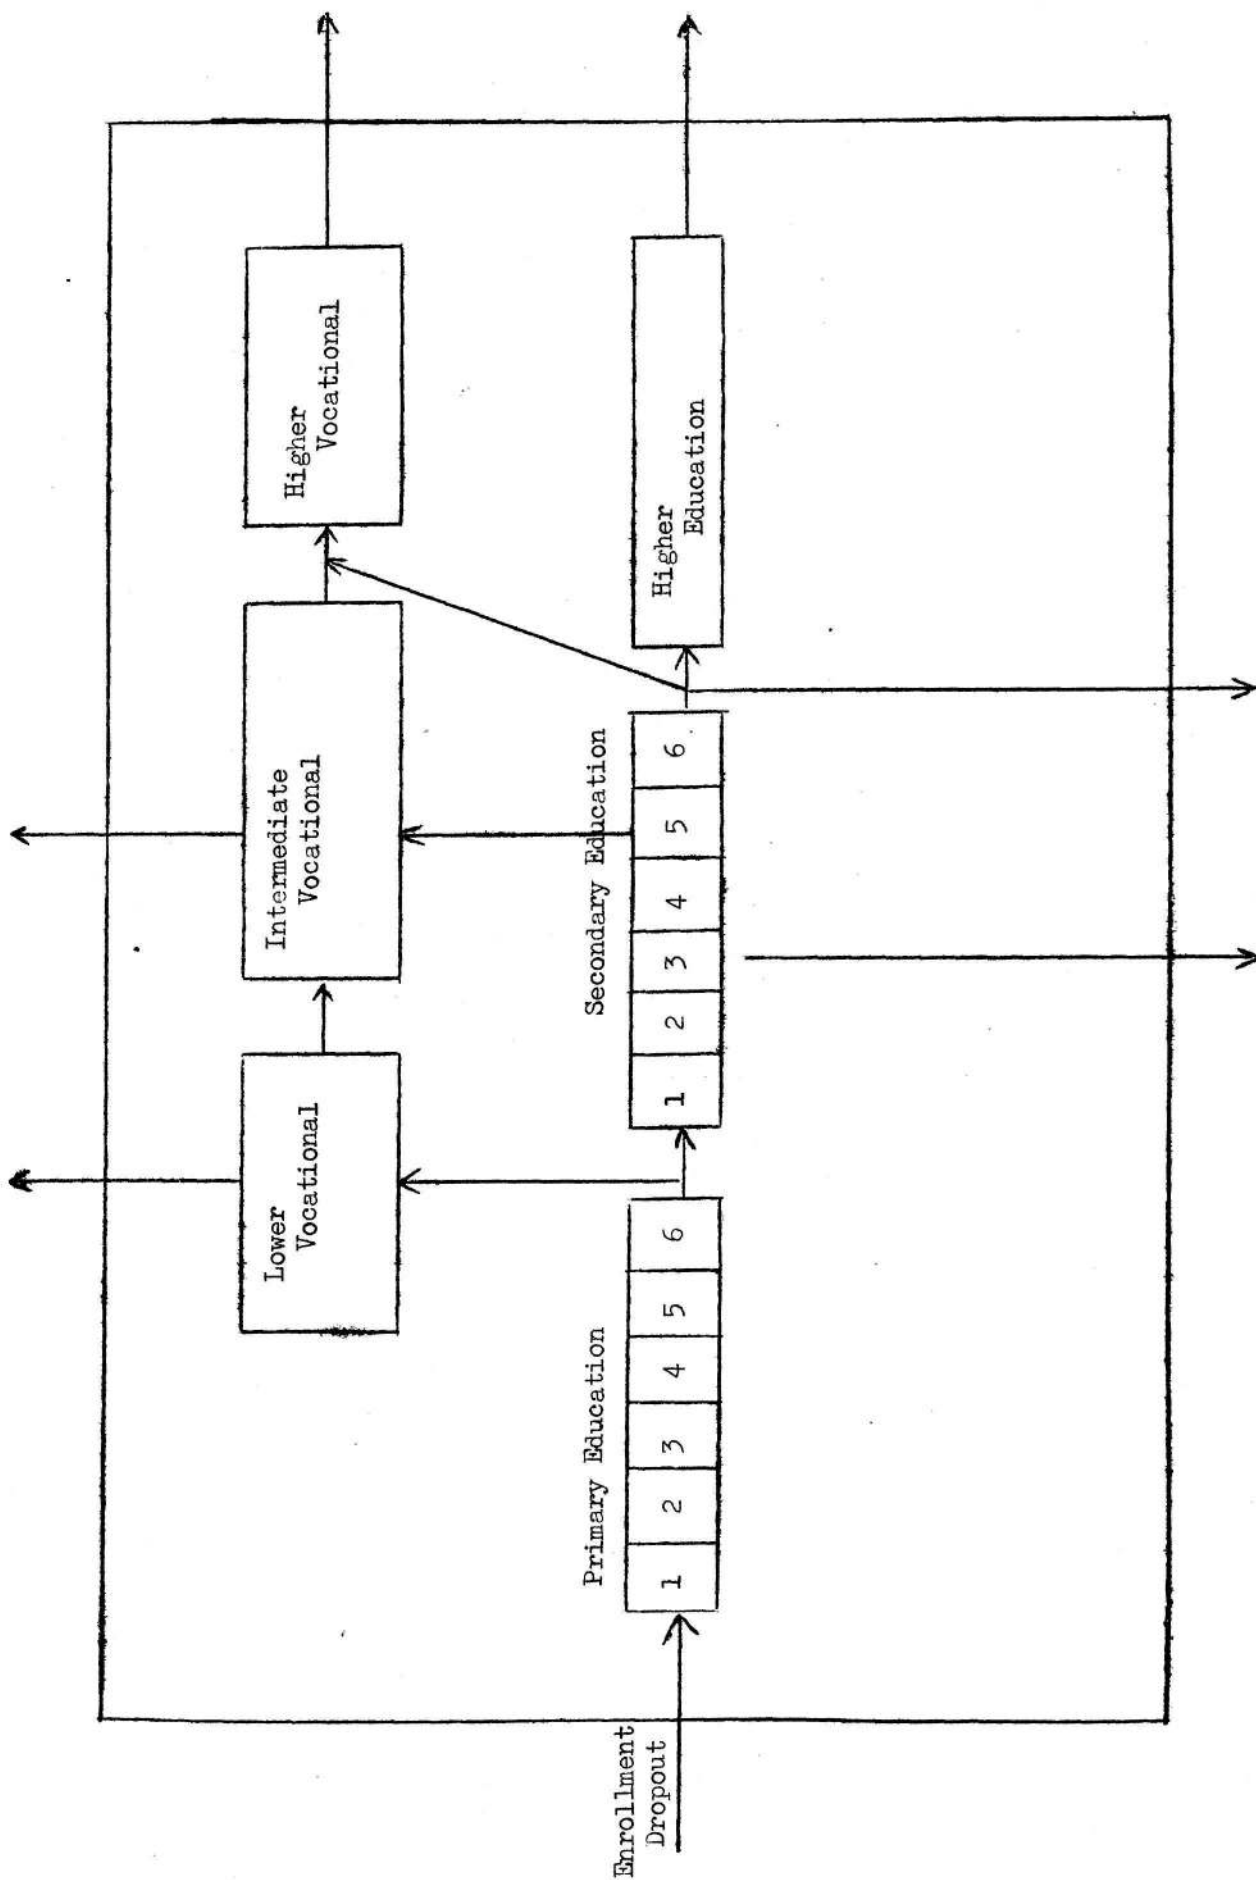 Enrollment
Dropout
Primary Education
1 2 3 4 5 6
Secondary Education
1 2 3 4 5 6
Lower
Vocational
Intermediate
Vocational
Higher
Vocational
Higher
Education